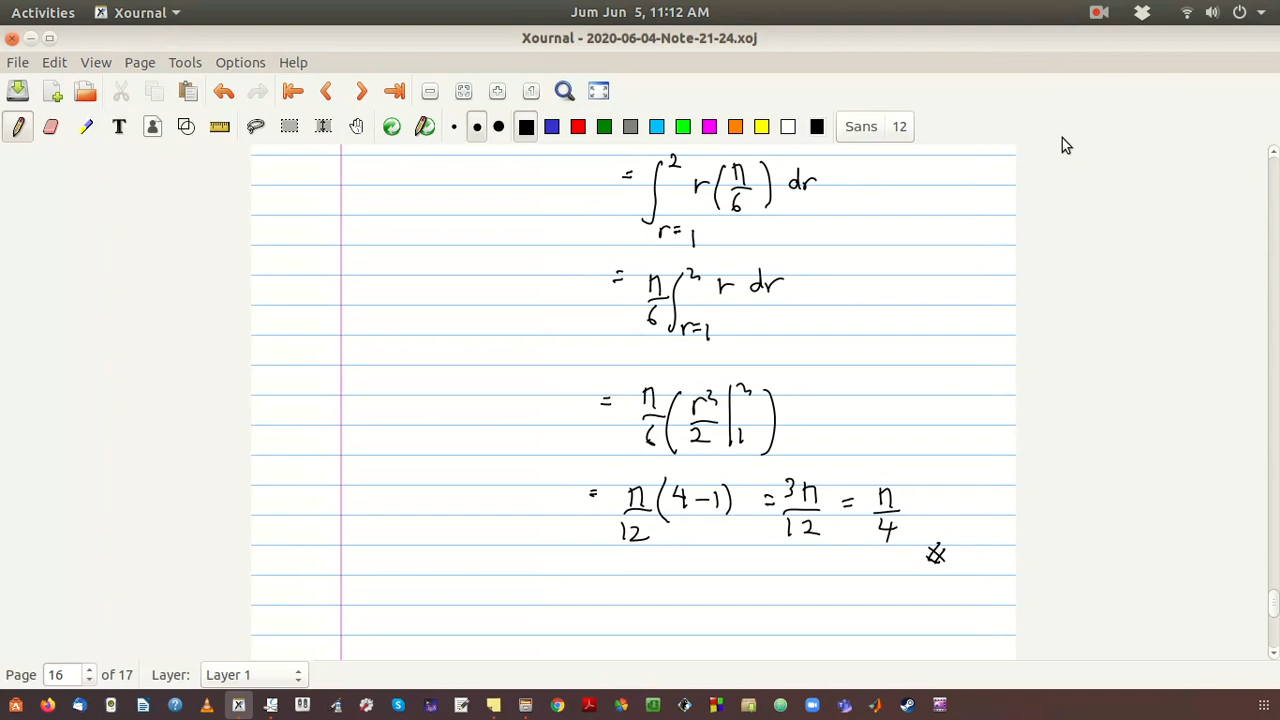 Activities Xournal Jum Jun 5, 11:12 AM
Xournal - 2020-06-04-Note-21-24.xoj
File Edit View Page Tools Options Help
Sans 12
= ∫_{r=1}^{2} r (π/6) dr
= π/6 ∫_{r=1}^{2} r dr
= π/6 ( r²/2 |_{1}^{2} )
= π/12 (4-1) = 3π/12 = π/4
Page 16 of 17 Layer: Layer 1